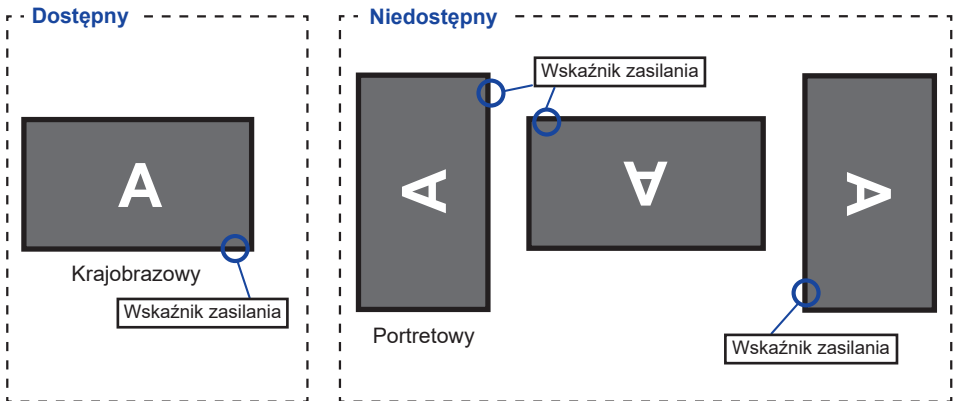 Dostępny
A
Krajobrazowy
Wskaźnik zasilania
Niedostępny
Wskaźnik zasilania
A
A
A
Portretowy
Wskaźnik zasilania